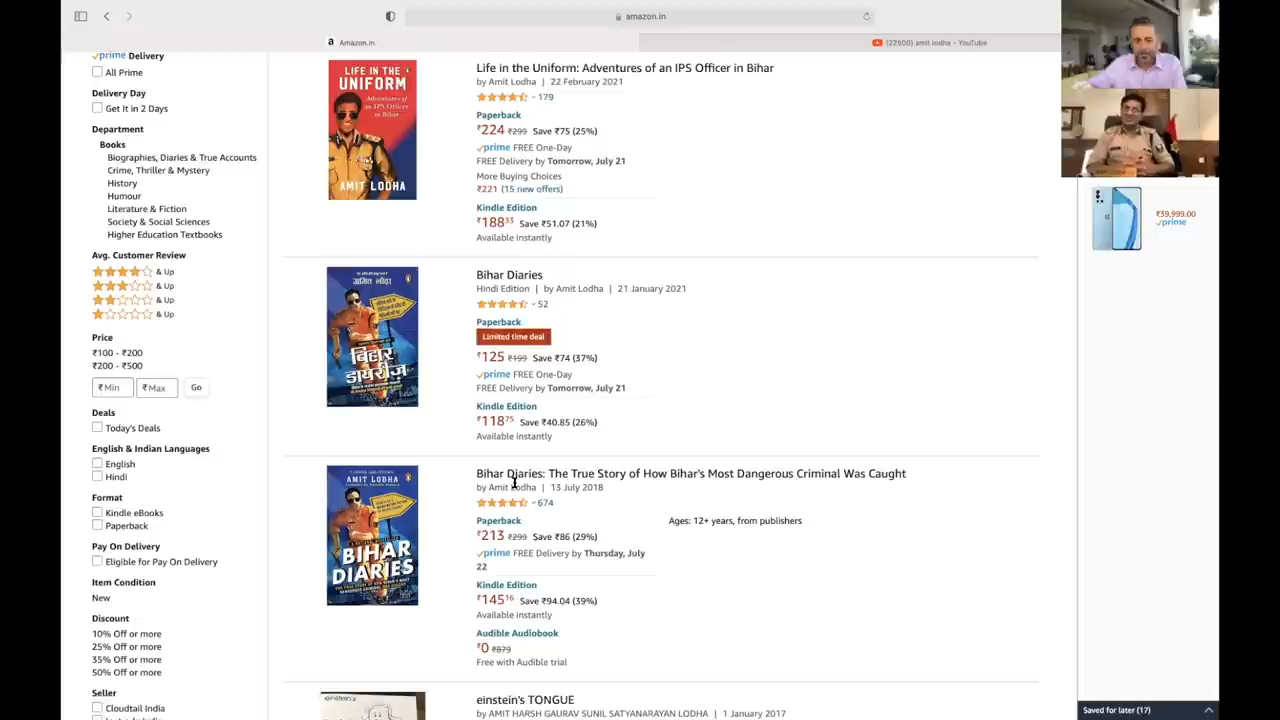 amazon.in
a Amazon.in
(22600) amit lodha - YouTube
prime Delivery
All Prime
Delivery Day
Get It in 2 Days
Department
Books
Biographies, Diaries & True Accounts
Crime, Thriller & Mystery
History
Humour
Literature & Fiction
Society & Social Sciences
Higher Education Textbooks
Avg. Customer Review
& Up
& Up
& Up
& Up
Price
₹100 - ₹200
₹200 - ₹500
₹ Min ₹ Max Go
Deals
Today's Deals
English & Indian Languages
English
Hindi
Format
Kindle eBooks
Paperback
Pay On Delivery
Eligible for Pay On Delivery
Item Condition
New
Discount
10% Off or more
25% Off or more
35% Off or more
50% Off or more
Seller
Cloudtail India
LIFE IN THE
UNIFORM
Adventures of
an IPS Officer
in Bihar
AMIT LODHA
Life in the Uniform: Adventures of an IPS Officer in Bihar
by Amit Lodha | 22 February 2021
179
Paperback
₹224 ₹299 Save ₹75 (25%)
prime FREE One-Day
FREE Delivery by Tomorrow, July 21
More Buying Choices
₹221 (15 new offers)
Kindle Edition
₹188³³ Save ₹51.07 (21%)
Available instantly
अमित लोढ़ा
बिहार
डायरीज़
Bihar Diaries
Hindi Edition | by Amit Lodha | 21 January 2021
52
Paperback
Limited time deal
₹125 ₹199 Save ₹74 (37%)
prime FREE One-Day
FREE Delivery by Tomorrow, July 21
Kindle Edition
₹118⁷⁵ Save ₹40.85 (26%)
Available instantly
AMIT LODHA
BIHAR
DIARIES
Bihar Diaries: The True Story of How Bihar's Most Dangerous Criminal Was Caught
by Amit Lodha | 13 July 2018
674
Paperback
₹213 ₹299 Save ₹86 (29%)
prime FREE Delivery by Thursday, July
22
Kindle Edition
₹145¹⁶ Save ₹94.04 (39%)
Available instantly
Audible Audiobook
₹0 ₹879
Free with Audible trial
Ages: 12+ years, from publishers
einstein's
einstein's TONGUE
by AMIT HARSH GAURAV SUNIL SATYANARAYAN LODHA | 1 January 2017
₹39,999.00
prime
Saved for later (17)